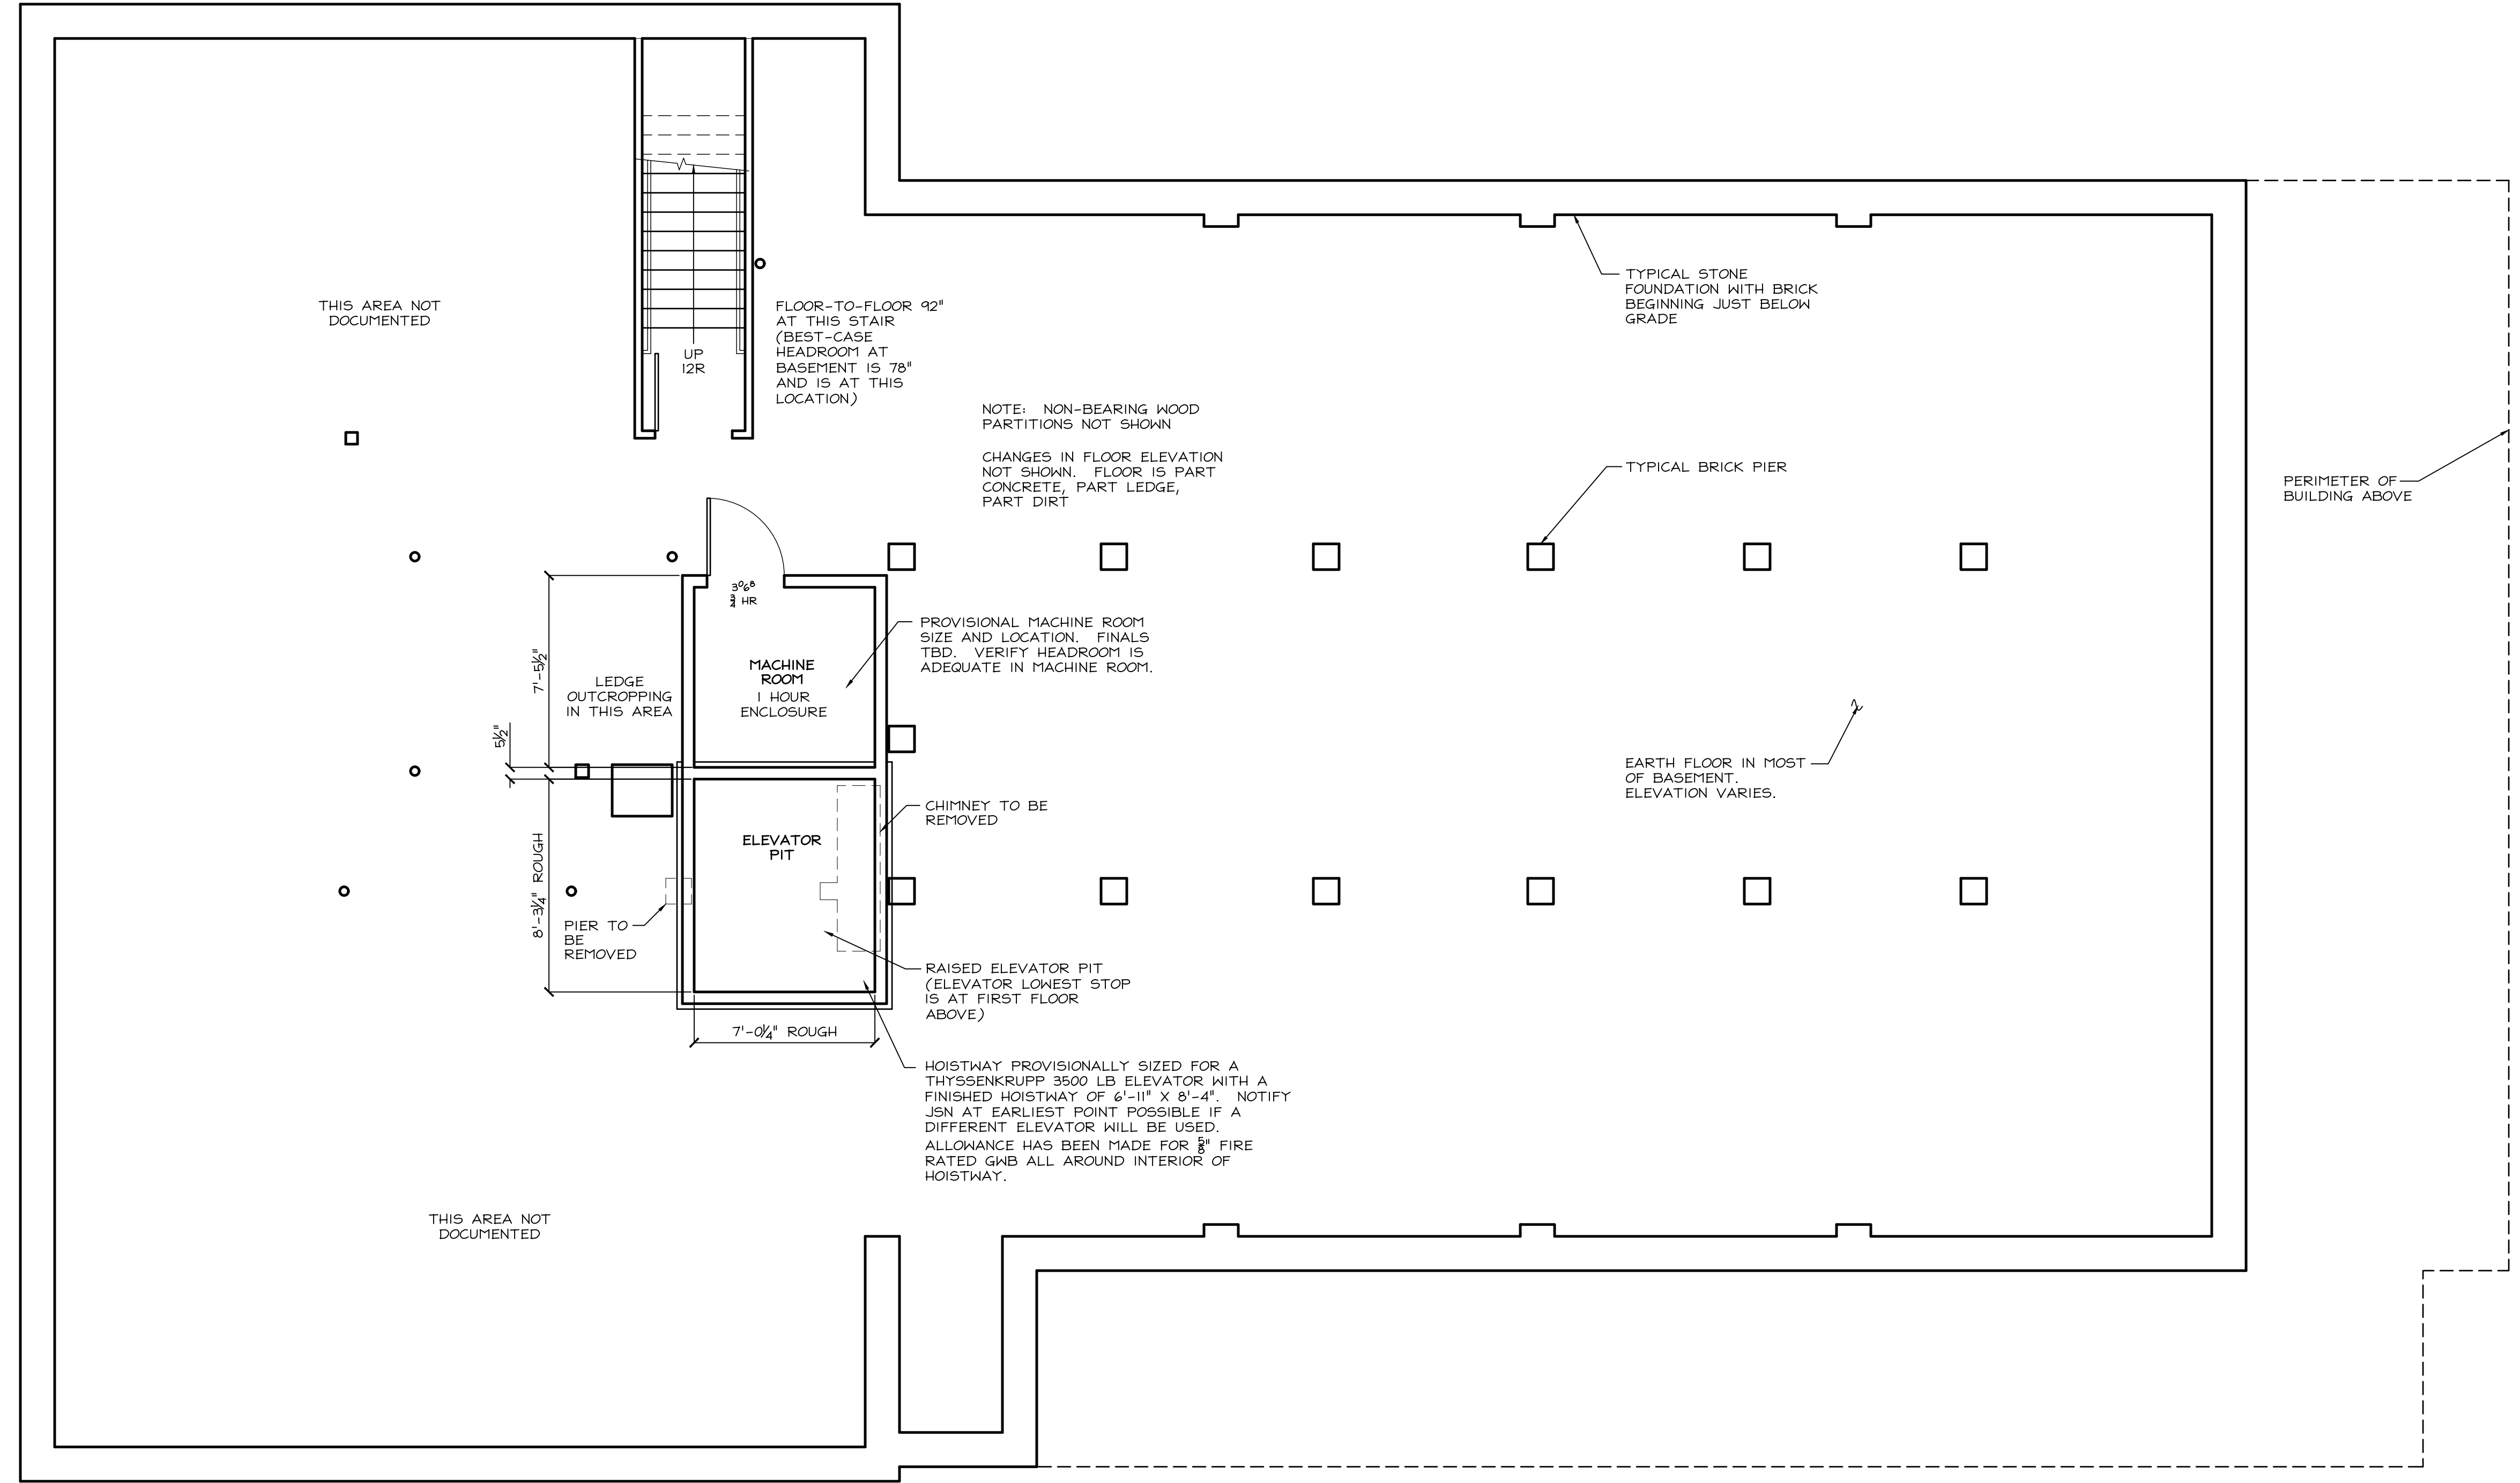 THIS AREA NOT
DOCUMENTED
UP
12R
FLOOR-TO-FLOOR 92"
AT THIS STAIR
(BEST-CASE
HEADROOM AT
BASEMENT IS 78"
AND IS AT THIS
LOCATION)
TYPICAL STONE
FOUNDATION WITH BRICK
BEGINNING JUST BELOW
GRADE
NOTE: NON-BEARING WOOD
PARTITIONS NOT SHOWN
CHANGES IN FLOOR ELEVATION
NOT SHOWN. FLOOR IS PART
CONCRETE, PART LEDGE,
PART DIRT
TYPICAL BRICK PIER
PERIMETER OF
BUILDING ABOVE
3068
3/4 HR
PROVISIONAL MACHINE ROOM
SIZE AND LOCATION. FINALS
TBD. VERIFY HEADROOM IS
ADEQUATE IN MACHINE ROOM.
MACHINE
ROOM
1 HOUR
ENCLOSURE
7'-5½"
LEDGE
OUTCROPPING
IN THIS AREA
5½"
EARTH FLOOR IN MOST
OF BASEMENT.
ELEVATION VARIES.
CHIMNEY TO BE
REMOVED
ELEVATOR
PIT
8'-3¼" ROUGH
PIER TO
BE
REMOVED
RAISED ELEVATOR PIT
(ELEVATOR LOWEST STOP
IS AT FIRST FLOOR
ABOVE)
7'-0¼" ROUGH
HOISTWAY PROVISIONALLY SIZED FOR A
THYSSENKRUPP 3500 LB ELEVATOR WITH A
FINISHED HOISTWAY OF 6'-11" X 8'-4". NOTIFY
JSN AT EARLIEST POINT POSSIBLE IF A
DIFFERENT ELEVATOR WILL BE USED.
ALLOWANCE HAS BEEN MADE FOR ⅝" FIRE
RATED GWB ALL AROUND INTERIOR OF
HOISTWAY.
THIS AREA NOT
DOCUMENTED